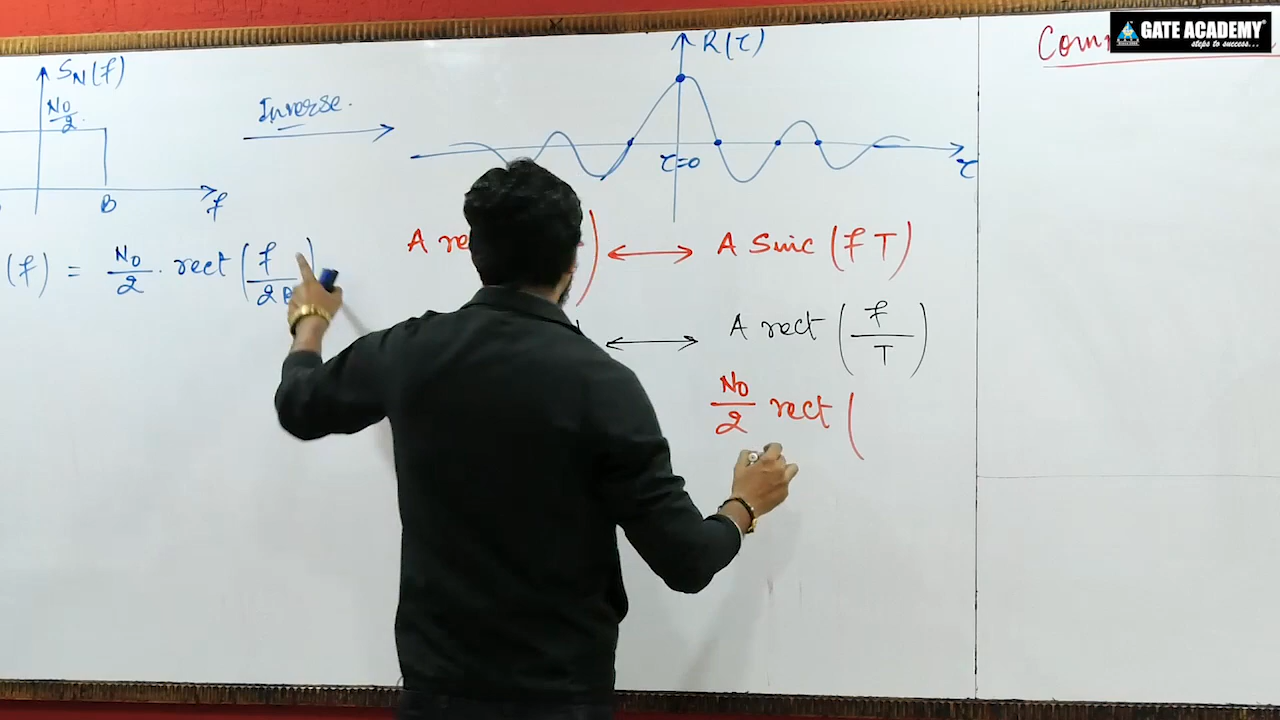 GATE ACADEMY
steps to success...
S_N(f)
N₀/2
B
f
Inverse.
R(τ)
τ=0
τ
(f) = N₀/2 . rect (f/2B)
A ) ↔ A Sinc (f T)
↔ A rect (f/T)
N₀/2 rect (